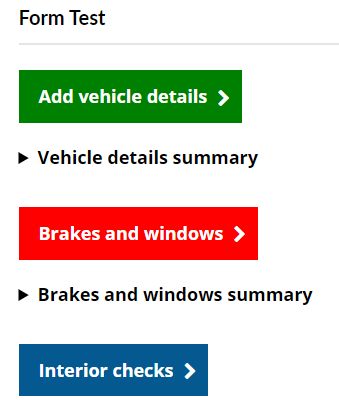 Form Test
Add vehicle details
Vehicle details summary
Brakes and windows
Brakes and windows summary
Interior checks